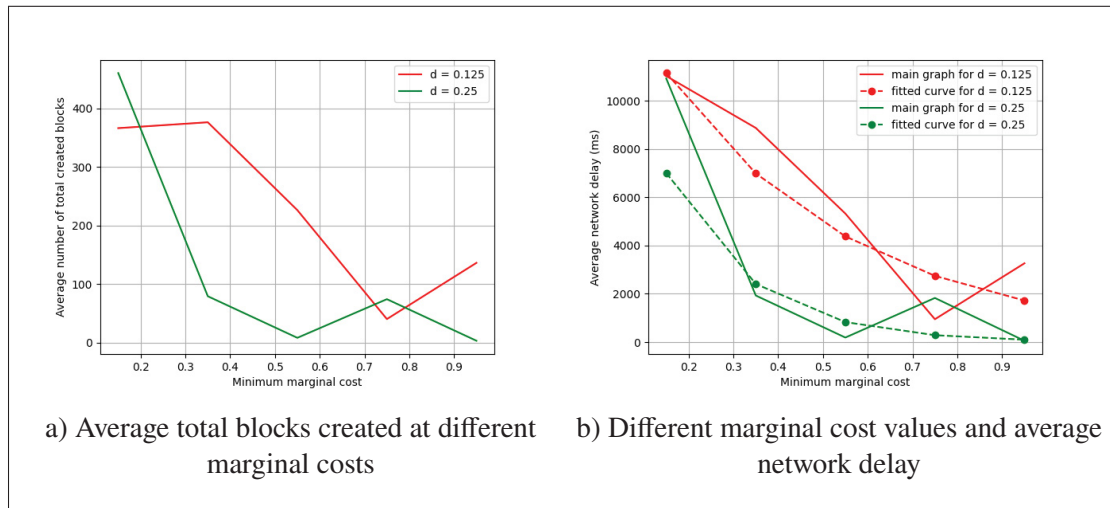 d = 0.125
d = 0.25
Average number of total created blocks
400
300
200
100
0
0.2 0.3 0.4 0.5 0.6 0.7 0.8 0.9
Minimum marginal cost
main graph for d = 0.125
fitted curve for d = 0.125
main graph for d = 0.25
fitted curve for d = 0.25
Average network delay (ms)
10000
8000
6000
4000
2000
0
0.2 0.3 0.4 0.5 0.6 0.7 0.8 0.9
Minimum marginal cost
a) Average total blocks created at different
marginal costs
b) Different marginal cost values and average
network delay